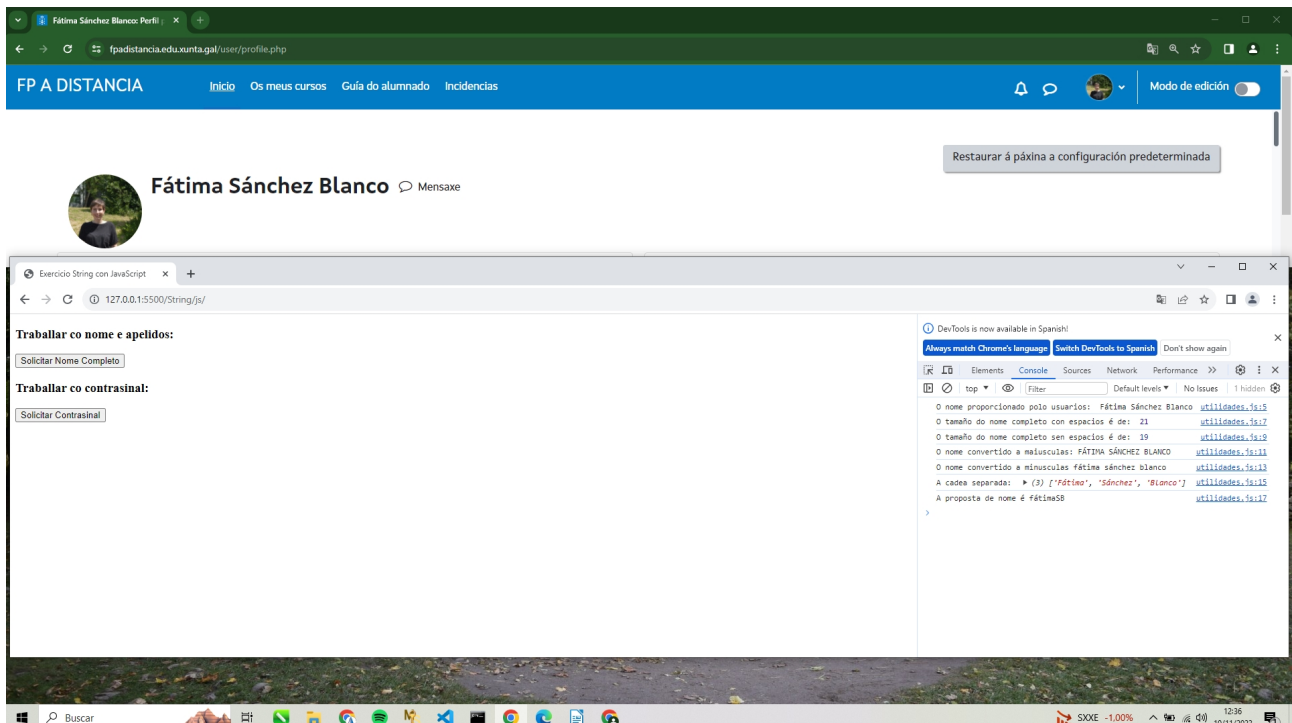 Fátima Sánchez Blanco: Perfil
fpadistancia.edu.xunta.gal/user/profile.php
FP A DISTANCIA Inicio Os meus cursos Guía do alumnado Incidencias Modo de edición
Restaurar á páxina a configuración predeterminada
Fátima Sánchez Blanco Mensaxe
Exercicio String con JavaScript
127.0.0.1:5500/String/js/
Traballar co nome e apelidos:
Solicitar Nome Completo
Traballar co contrasinal:
Solicitar Contrasinal
DevTools is now available in Spanish!
Always match Chrome's language Switch DevTools to Spanish Don't show again
Elements Console Sources Network Performance
top Filter Default levels No Issues 1 hidden
O nome proporcionado polo usuarios: Fátima Sánchez Blanco utilidades.js:5
O tamaño do nome completo con espacios é de: 21 utilidades.js:7
O tamaño do nome completo sen espacios é de: 19 utilidades.js:9
O nome convertido a maiusculas: FÁTIMA SÁNCHEZ BLANCO utilidades.js:11
O nome convertido a minusculas fátima sánchez blanco utilidades.js:13
A cadea separada: (3) ['Fátima', 'Sánchez', 'Blanco'] utilidades.js:15
A proposta de nome é fátimaSB utilidades.js:17
Buscar
SXXE -1,00%
12:36